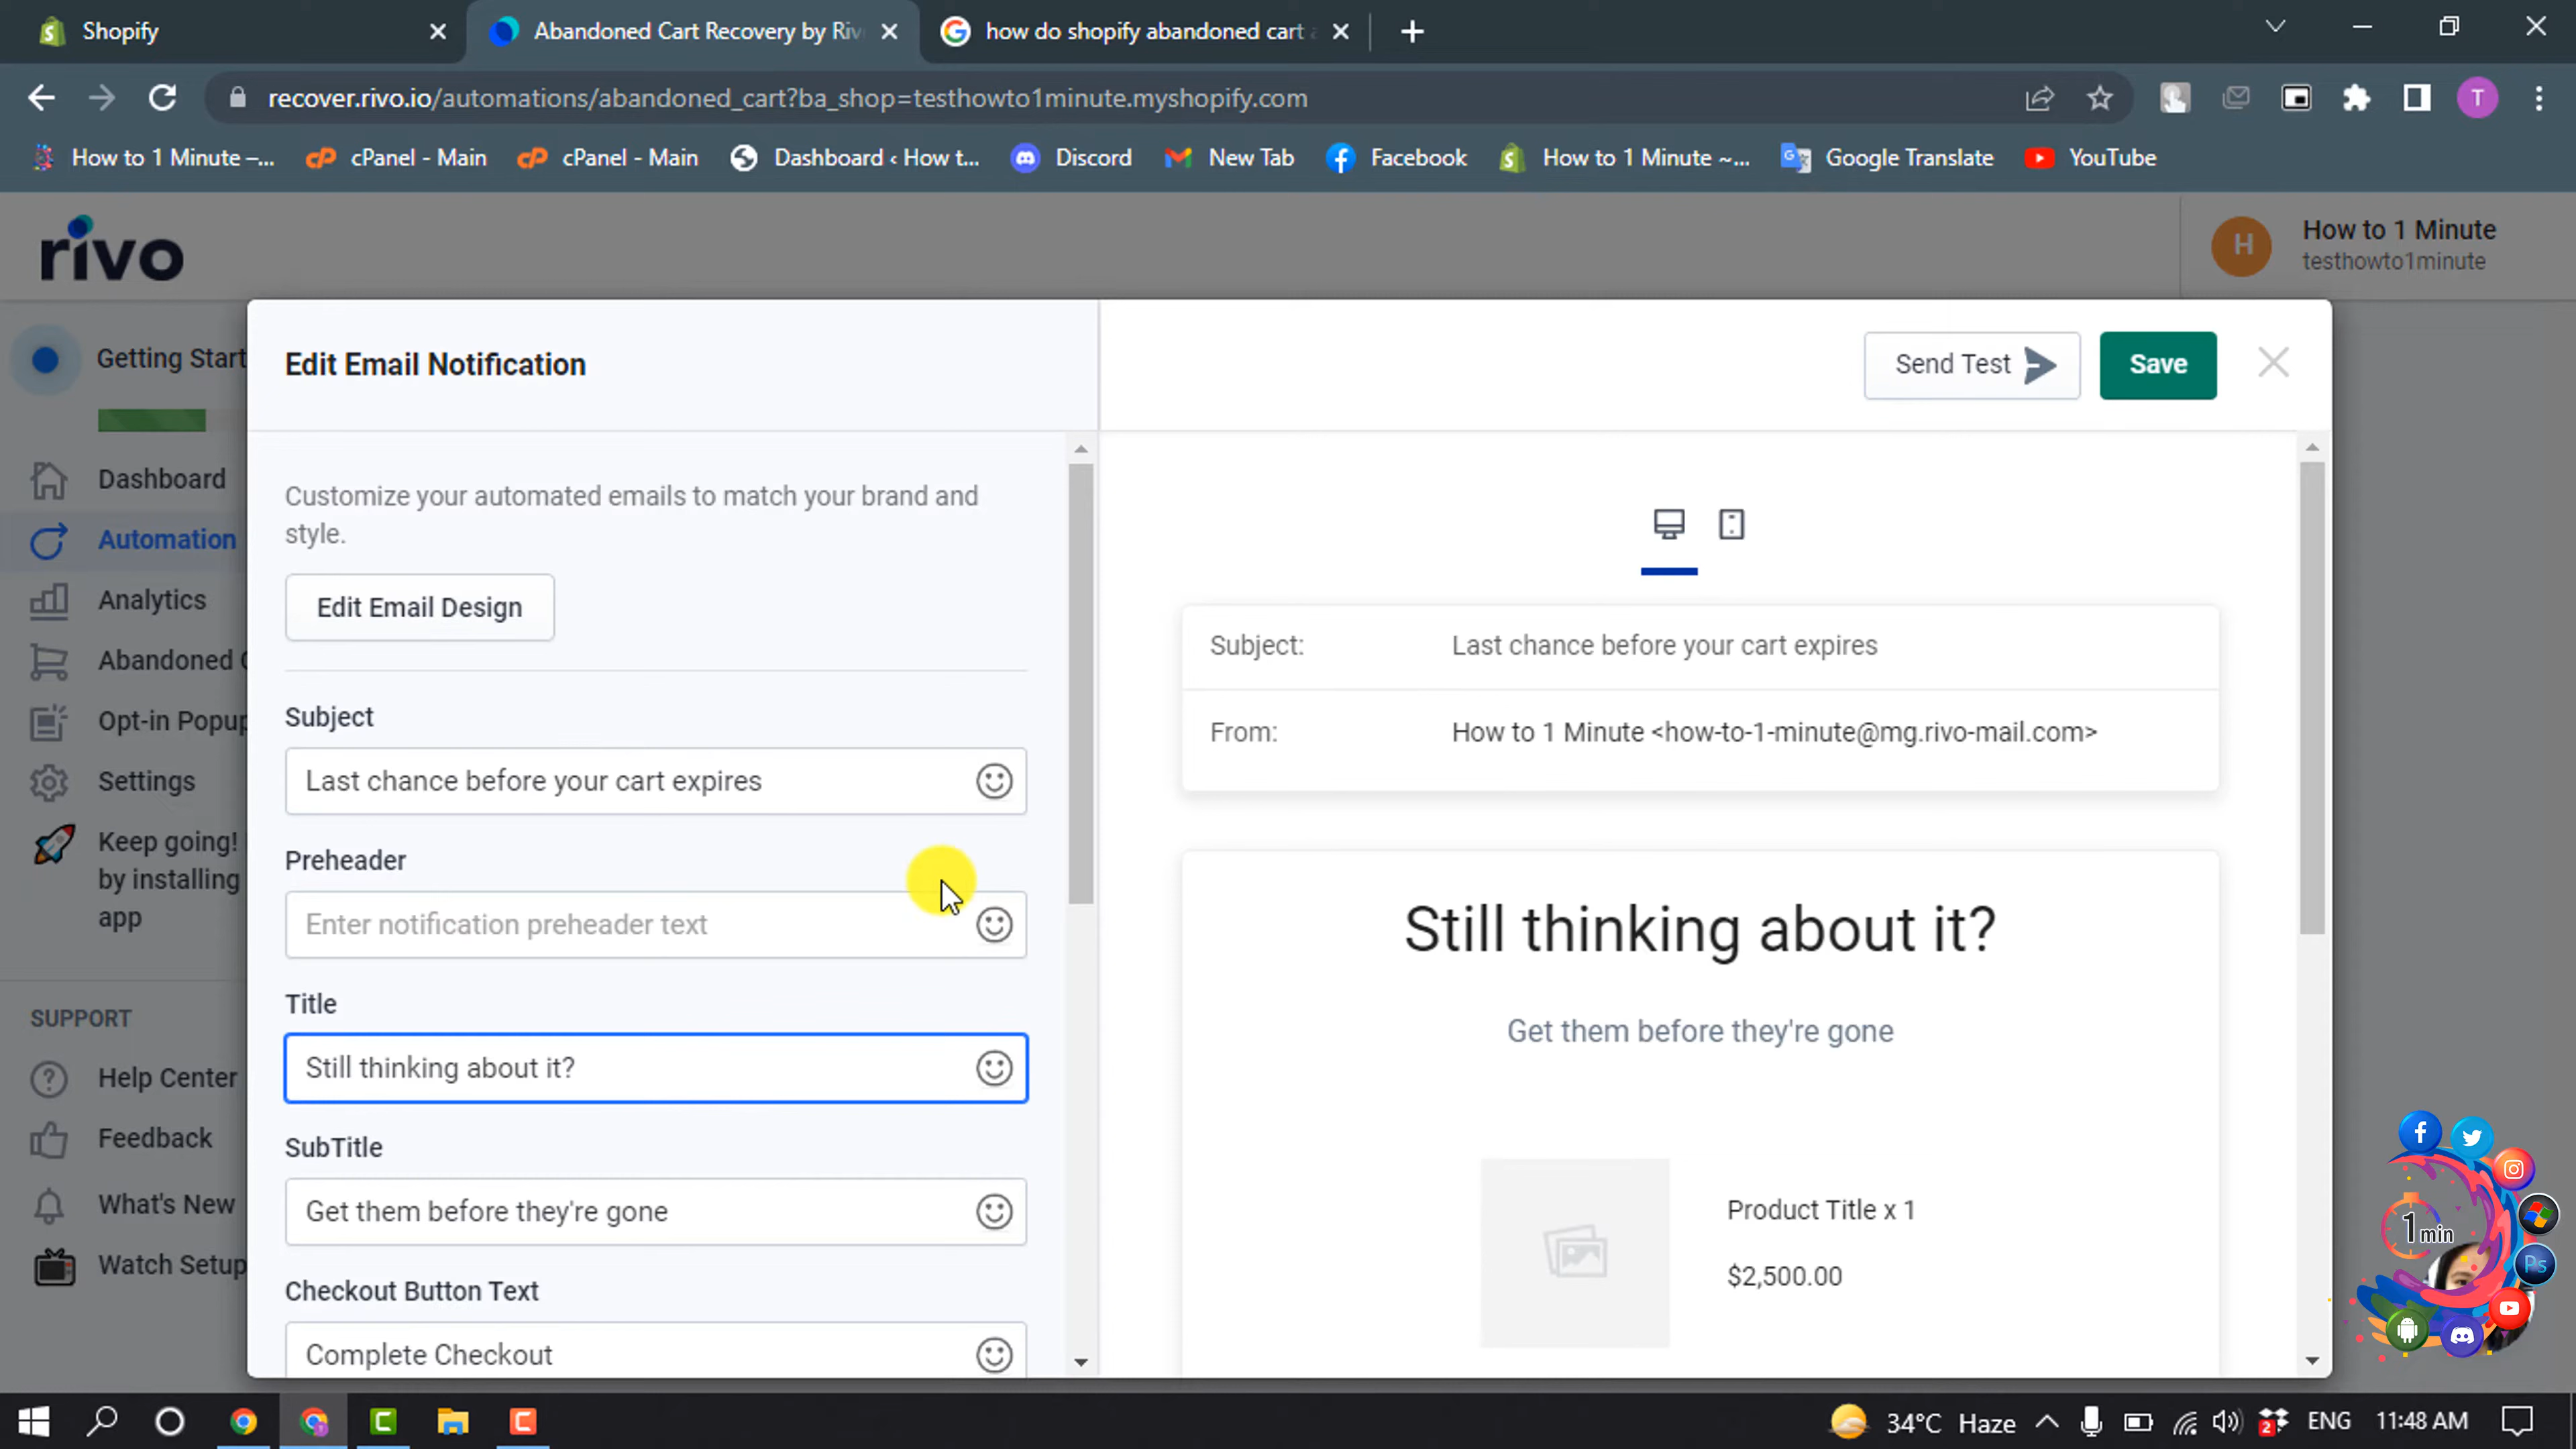 Shopify
Abandoned Cart Recovery by Riv
how do shopify abandoned cart a
recover.rivo.io/automations/abandoned_cart?ba_shop=testhowto1minute.myshopify.com
T
How to 1 Minute –...
cPanel - Main
cPanel - Main
Dashboard ‹ How t...
Discord
New Tab
Facebook
How to 1 Minute ~...
Google Translate
YouTube
rivo
H
How to 1 Minute
testhowto1minute
Getting Start
Dashboard
Automation
Analytics
Abandoned C
Opt-in Popup
Settings
Keep going!
by installing
app
SUPPORT
Help Center
Feedback
What's New
Watch Setup
Edit Email Notification
Send Test
Save
Customize your automated emails to match your brand and
style.
Edit Email Design
Subject
Last chance before your cart expires
Preheader
Enter notification preheader text
Title
Still thinking about it?
SubTitle
Get them before they're gone
Checkout Button Text
Complete Checkout
Subject: Last chance before your cart expires
From: How to 1 Minute <how-to-1-minute@mg.rivo-mail.com>
Still thinking about it?
Get them before they're gone
Product Title x 1
$2,500.00
1 min
Ps
34°C Haze
2
ENG
11:48 AM